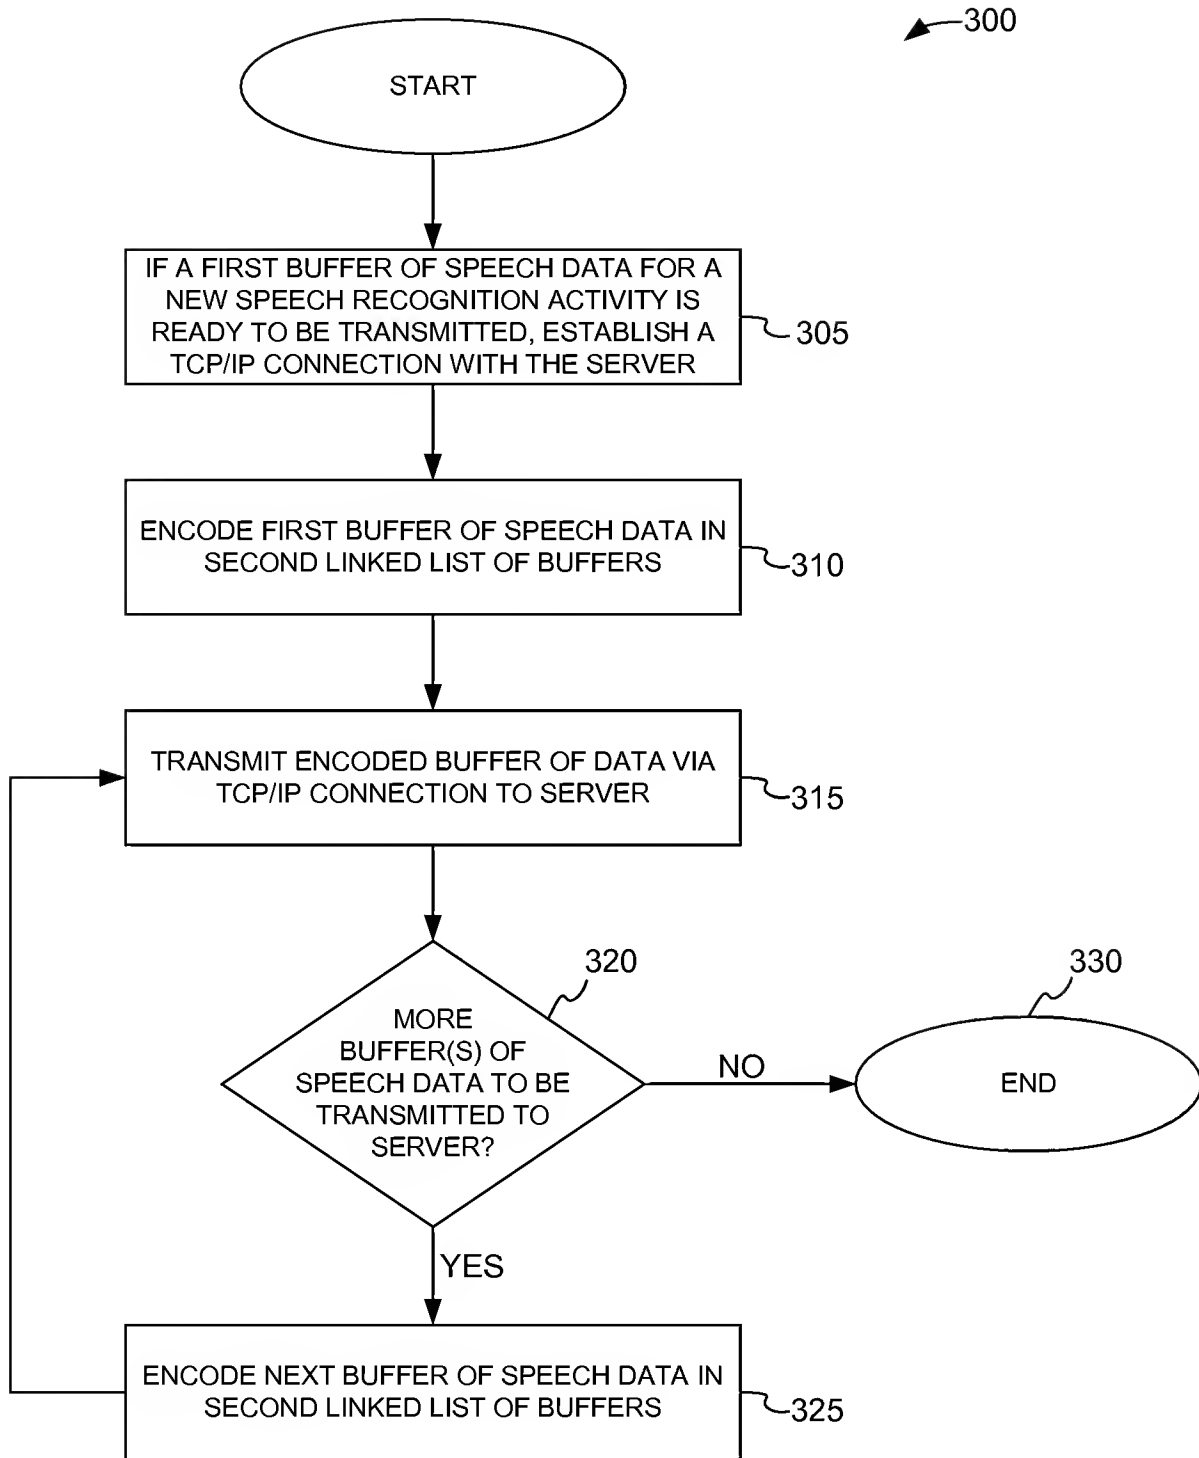 300
START
IF A FIRST BUFFER OF SPEECH DATA FOR A
NEW SPEECH RECOGNITION ACTIVITY IS
READY TO BE TRANSMITTED, ESTABLISH A
TCP/IP CONNECTION WITH THE SERVER
305
ENCODE FIRST BUFFER OF SPEECH DATA IN
SECOND LINKED LIST OF BUFFERS
310
TRANSMIT ENCODED BUFFER OF DATA VIA
TCP/IP CONNECTION TO SERVER
315
320
MORE
BUFFER(S) OF
SPEECH DATA TO BE
TRANSMITTED TO
SERVER?
NO
330
END
YES
ENCODE NEXT BUFFER OF SPEECH DATA IN
SECOND LINKED LIST OF BUFFERS
325